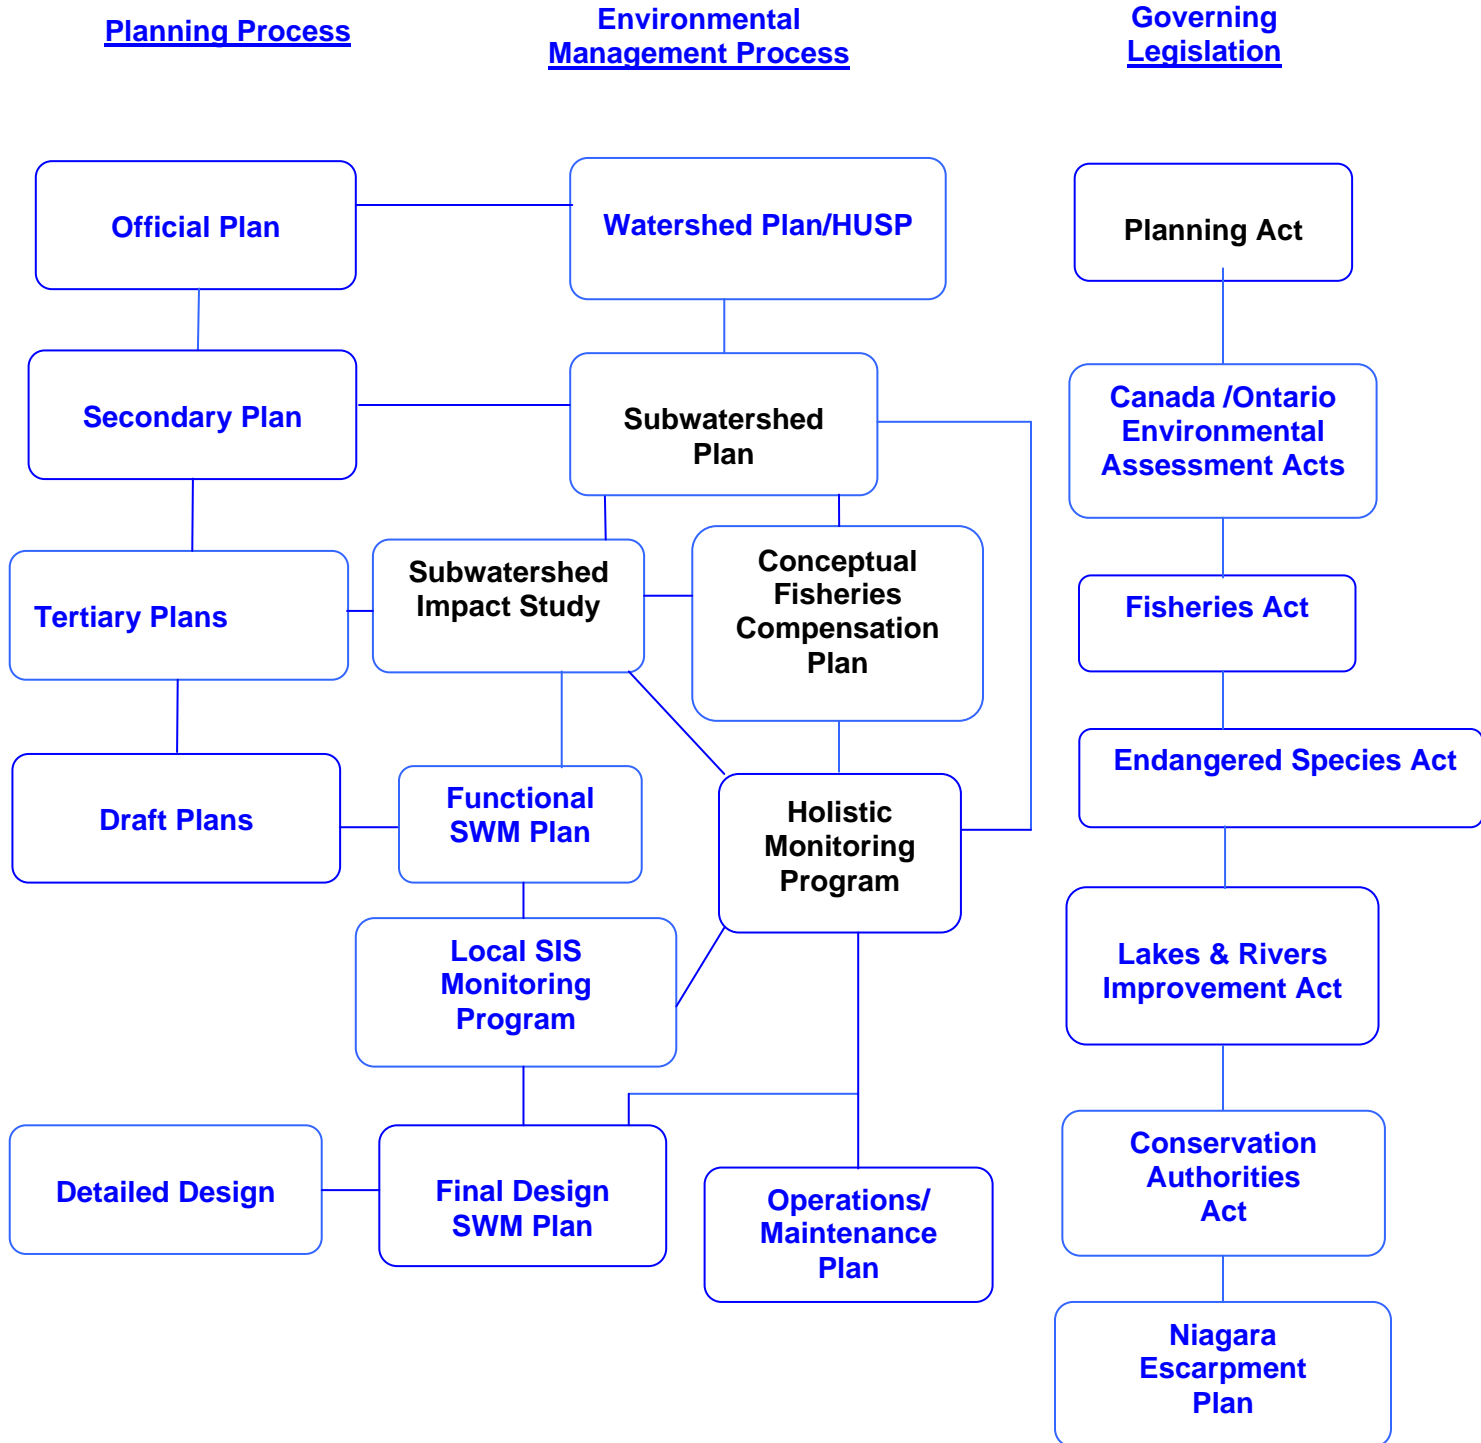 Planning Process
Environmental
Management Process
Governing
Legislation
Official Plan
Watershed Plan/HUSP
Planning Act
Secondary Plan
Subwatershed
Plan
Canada /Ontario
Environmental
Assessment Acts
Tertiary Plans
Subwatershed
Impact Study
Conceptual
Fisheries
Compensation
Plan
Fisheries Act
Endangered Species Act
Draft Plans
Functional
SWM Plan
Holistic
Monitoring
Program
Lakes & Rivers
Improvement Act
Local SIS
Monitoring
Program
Conservation
Authorities
Act
Detailed Design
Final Design
SWM Plan
Operations/
Maintenance
Plan
Niagara
Escarpment
Plan